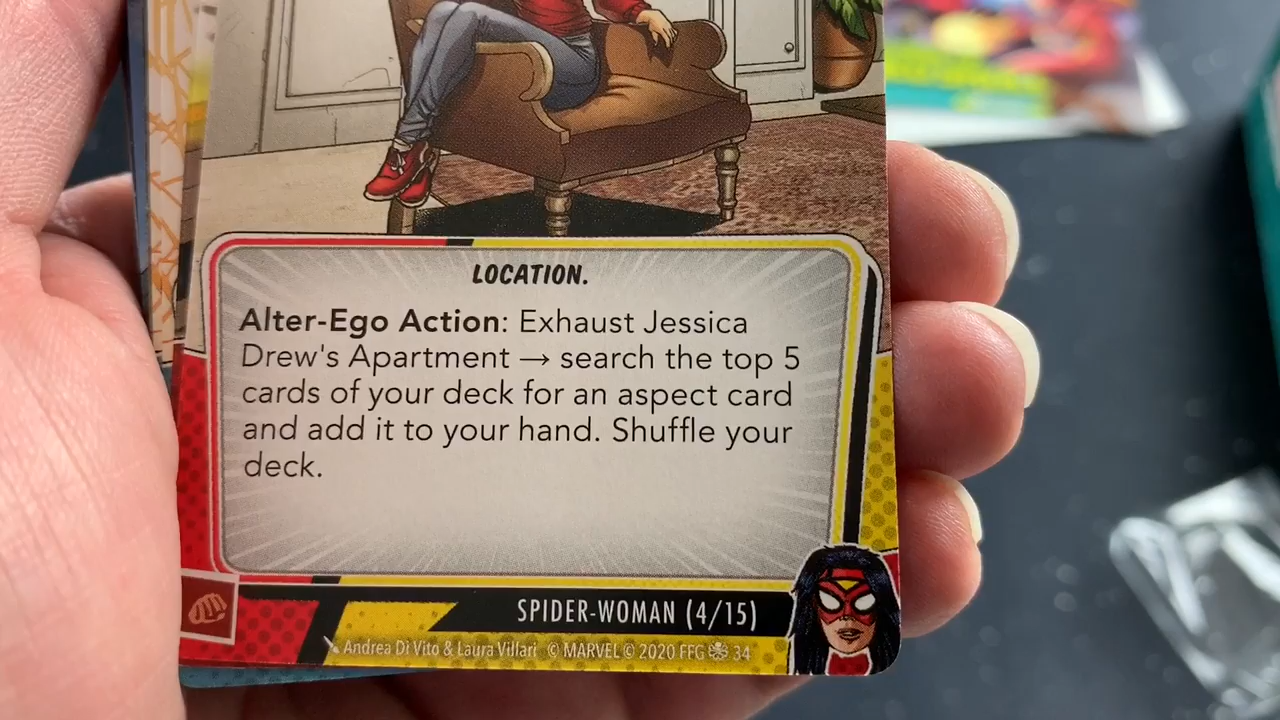 LOCATION.
Alter-Ego Action: Exhaust Jessica
Drew's Apartment → search the top 5
cards of your deck for an aspect card
and add it to your hand. Shuffle your
deck.
SPIDER-WOMAN (4/15)
Andrea Di Vito & Laura Villari © MARVEL © 2020 FFG 34